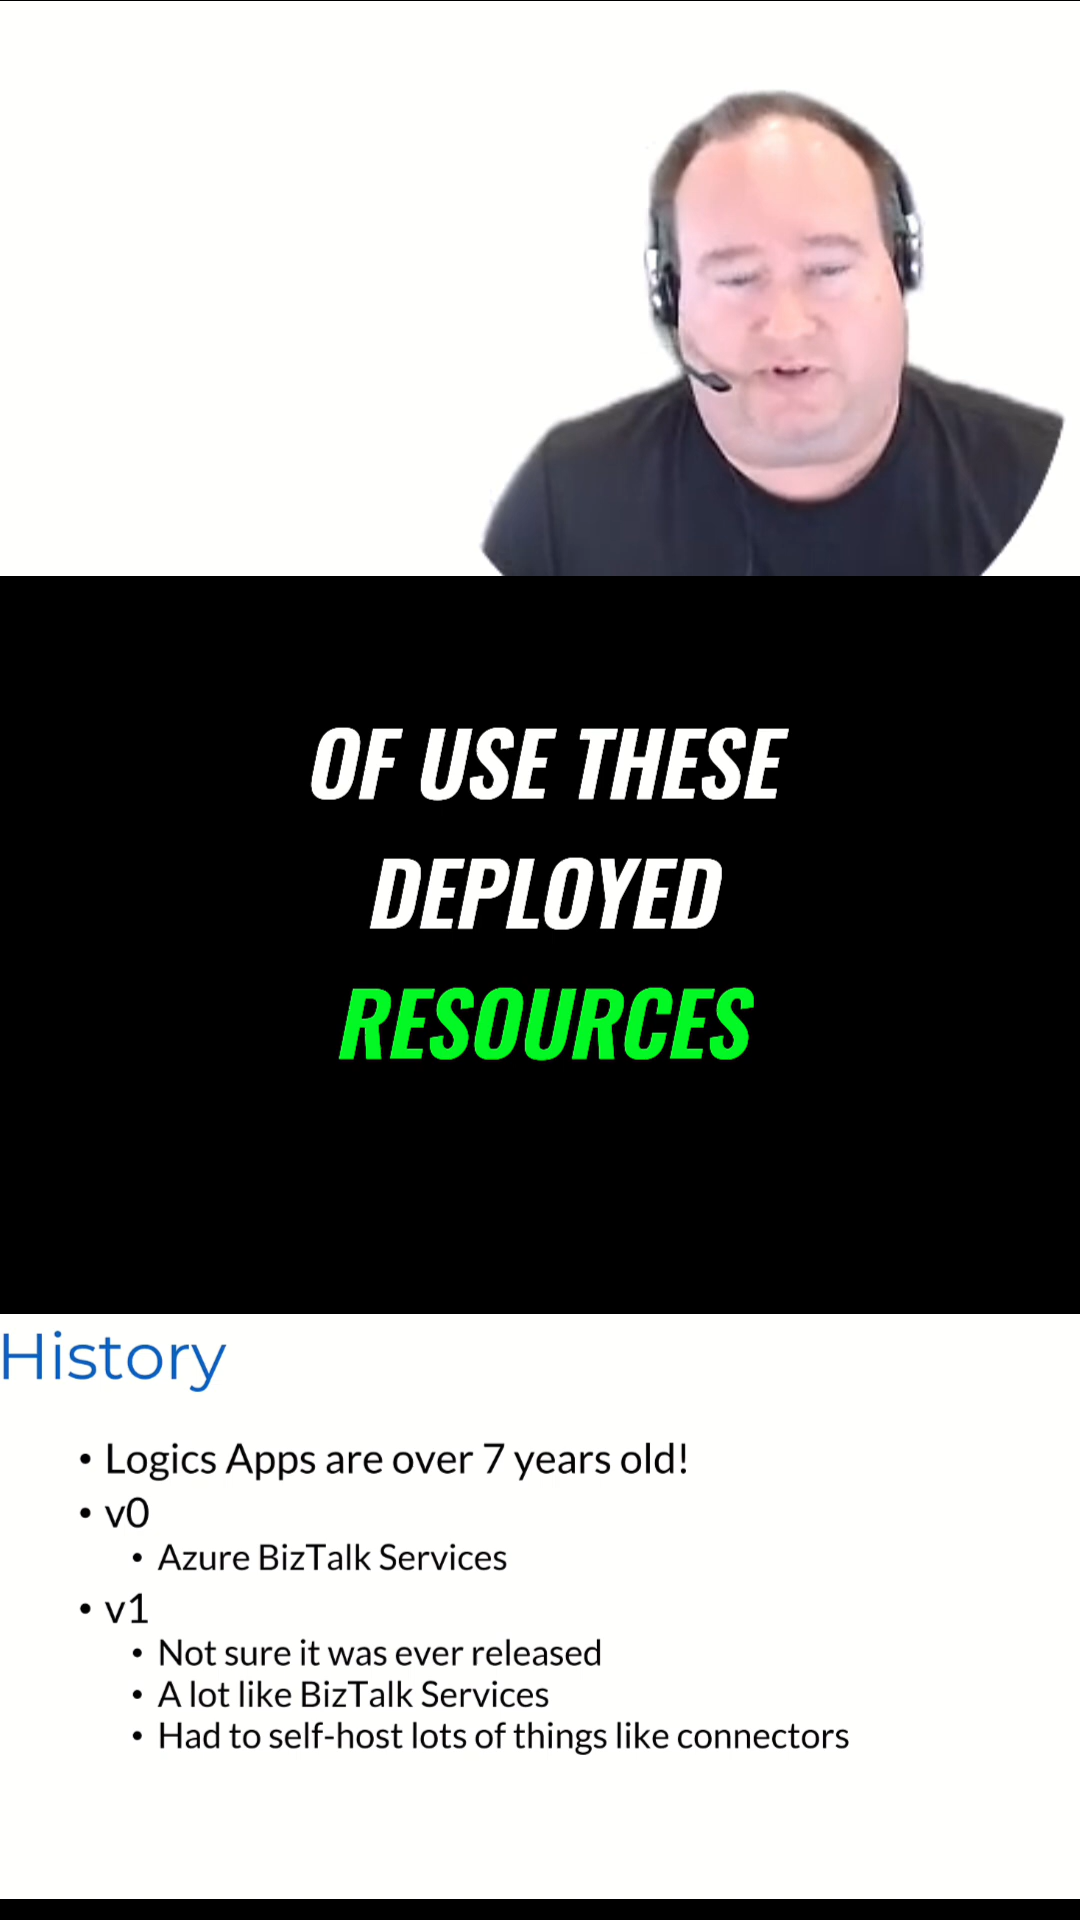 OF USE THESE
DEPLOYED
RESOURCES
History
• Logics Apps are over 7 years old!
• v0
• Azure BizTalk Services
• v1
• Not sure it was ever released
• A lot like BizTalk Services
• Had to self-host lots of things like connectors